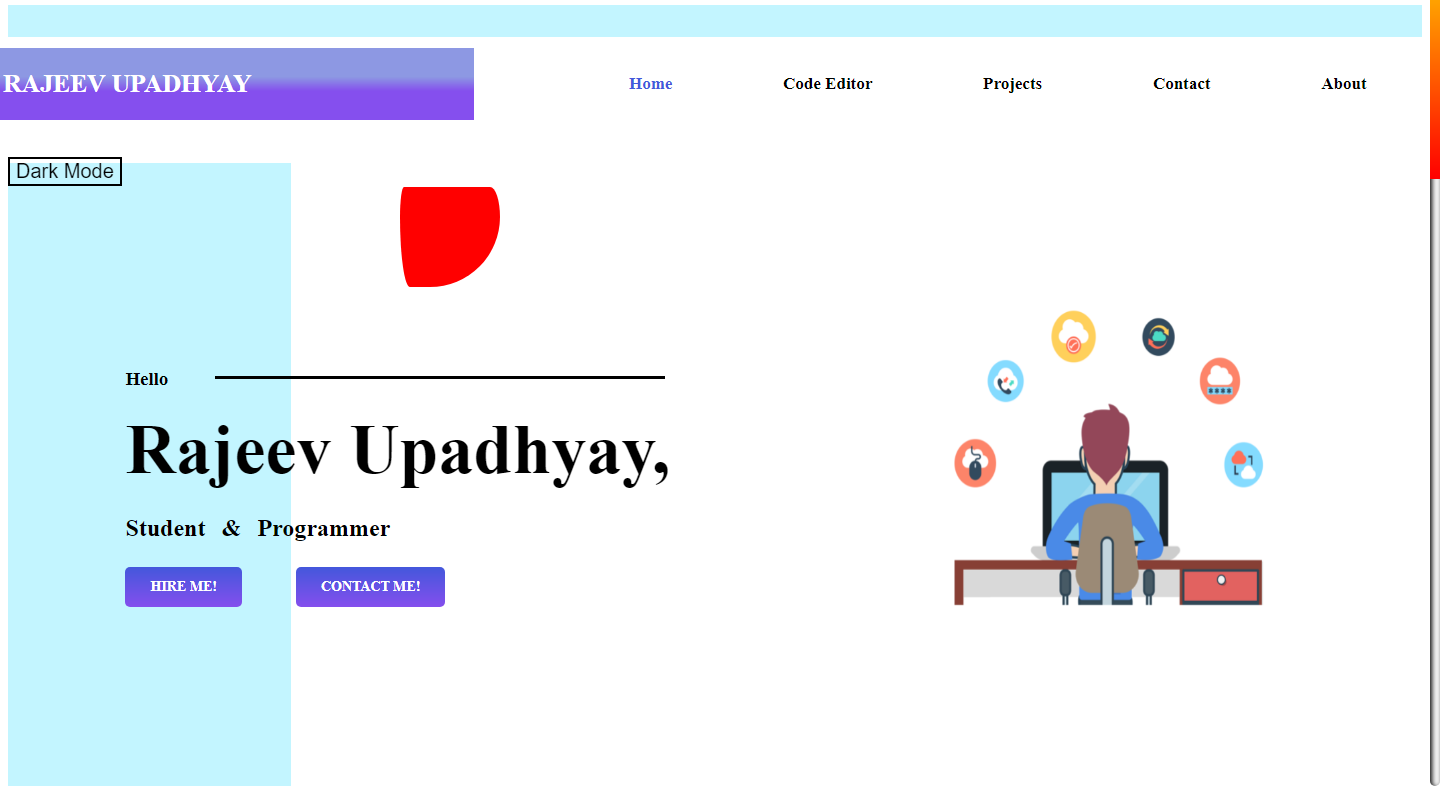 RAJEEV UPADHYAY
Home Code Editor Projects Contact About
Dark Mode
Hello
Rajeev Upadhyay,
Student & Programmer
HIRE ME! CONTACT ME!